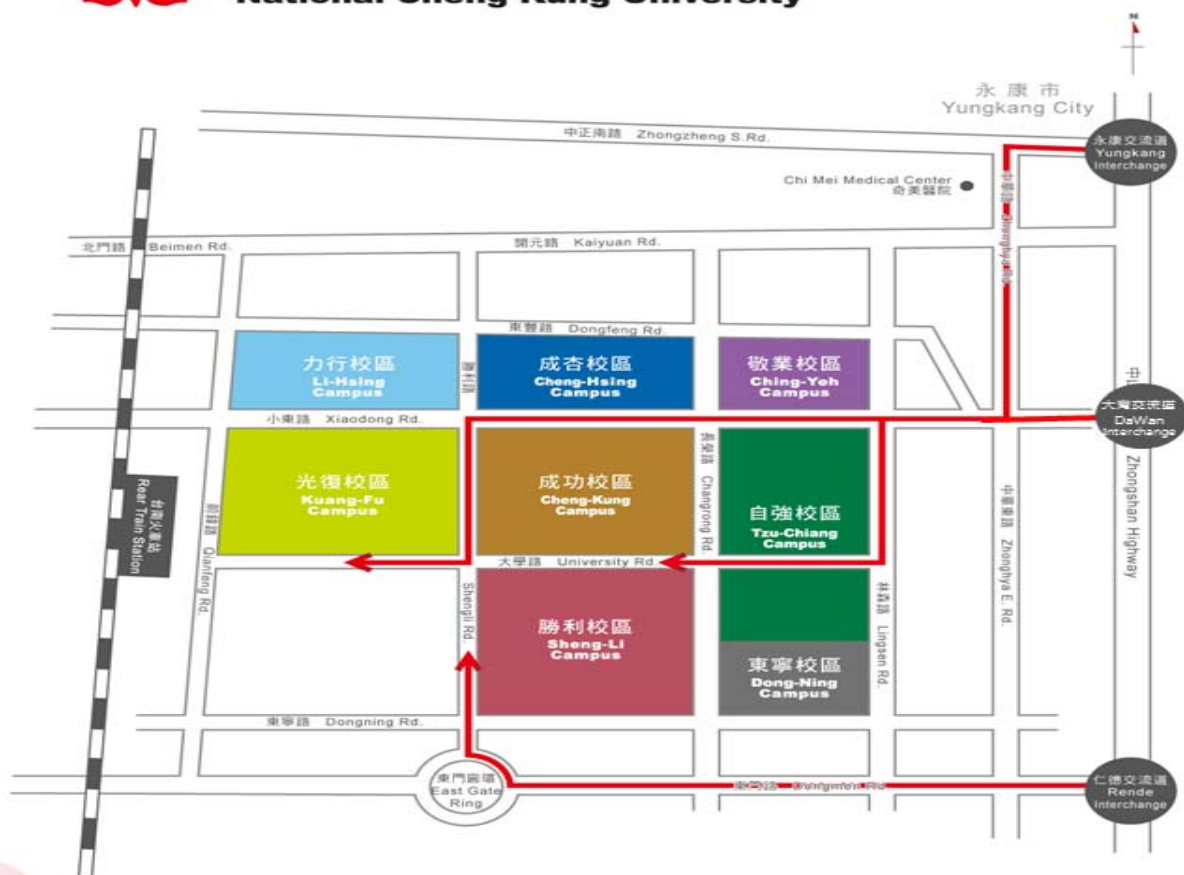 National Cheng Kung University
N
永康市
Yungkang City
中正南路 Zhongzheng S.Rd.
永康交流道
Yungkang
Interchange
Chi Mei Medical Center
奇美醫院
北門路 Beimen Rd.
開元路 Kaiyuan Rd.
東豐路 Dongfeng Rd.
力行校區
Li-Hsing
Campus
勝利路
成杏校區
Cheng-Hsing
Campus
敬業校區
Ching-Yeh
Campus
小東路 Xiaodong Rd.
大灣交流道
DaWan
Interchange
光復校區
Kuang-Fu
Campus
成功校區
Cheng-Kung
Campus
長榮路 Changrong Rd.
自強校區
Tzu-Chiang
Campus
台南火車站
Rear Train Station
Qianfeng Rd.
中華東路 Zhonghya E. Rd.
Zhongshan Highway
大學路 University Rd.
Shengli Rd.
勝利校區
Sheng-Li
Campus
林森路 Lingsen Rd.
東寧校區
Dong-Ning
Campus
東寧路 Dongning Rd.
東門圓環
East Gate
Ring
東門路 Dongmen Rd
仁德交流道
Rende
Interchange